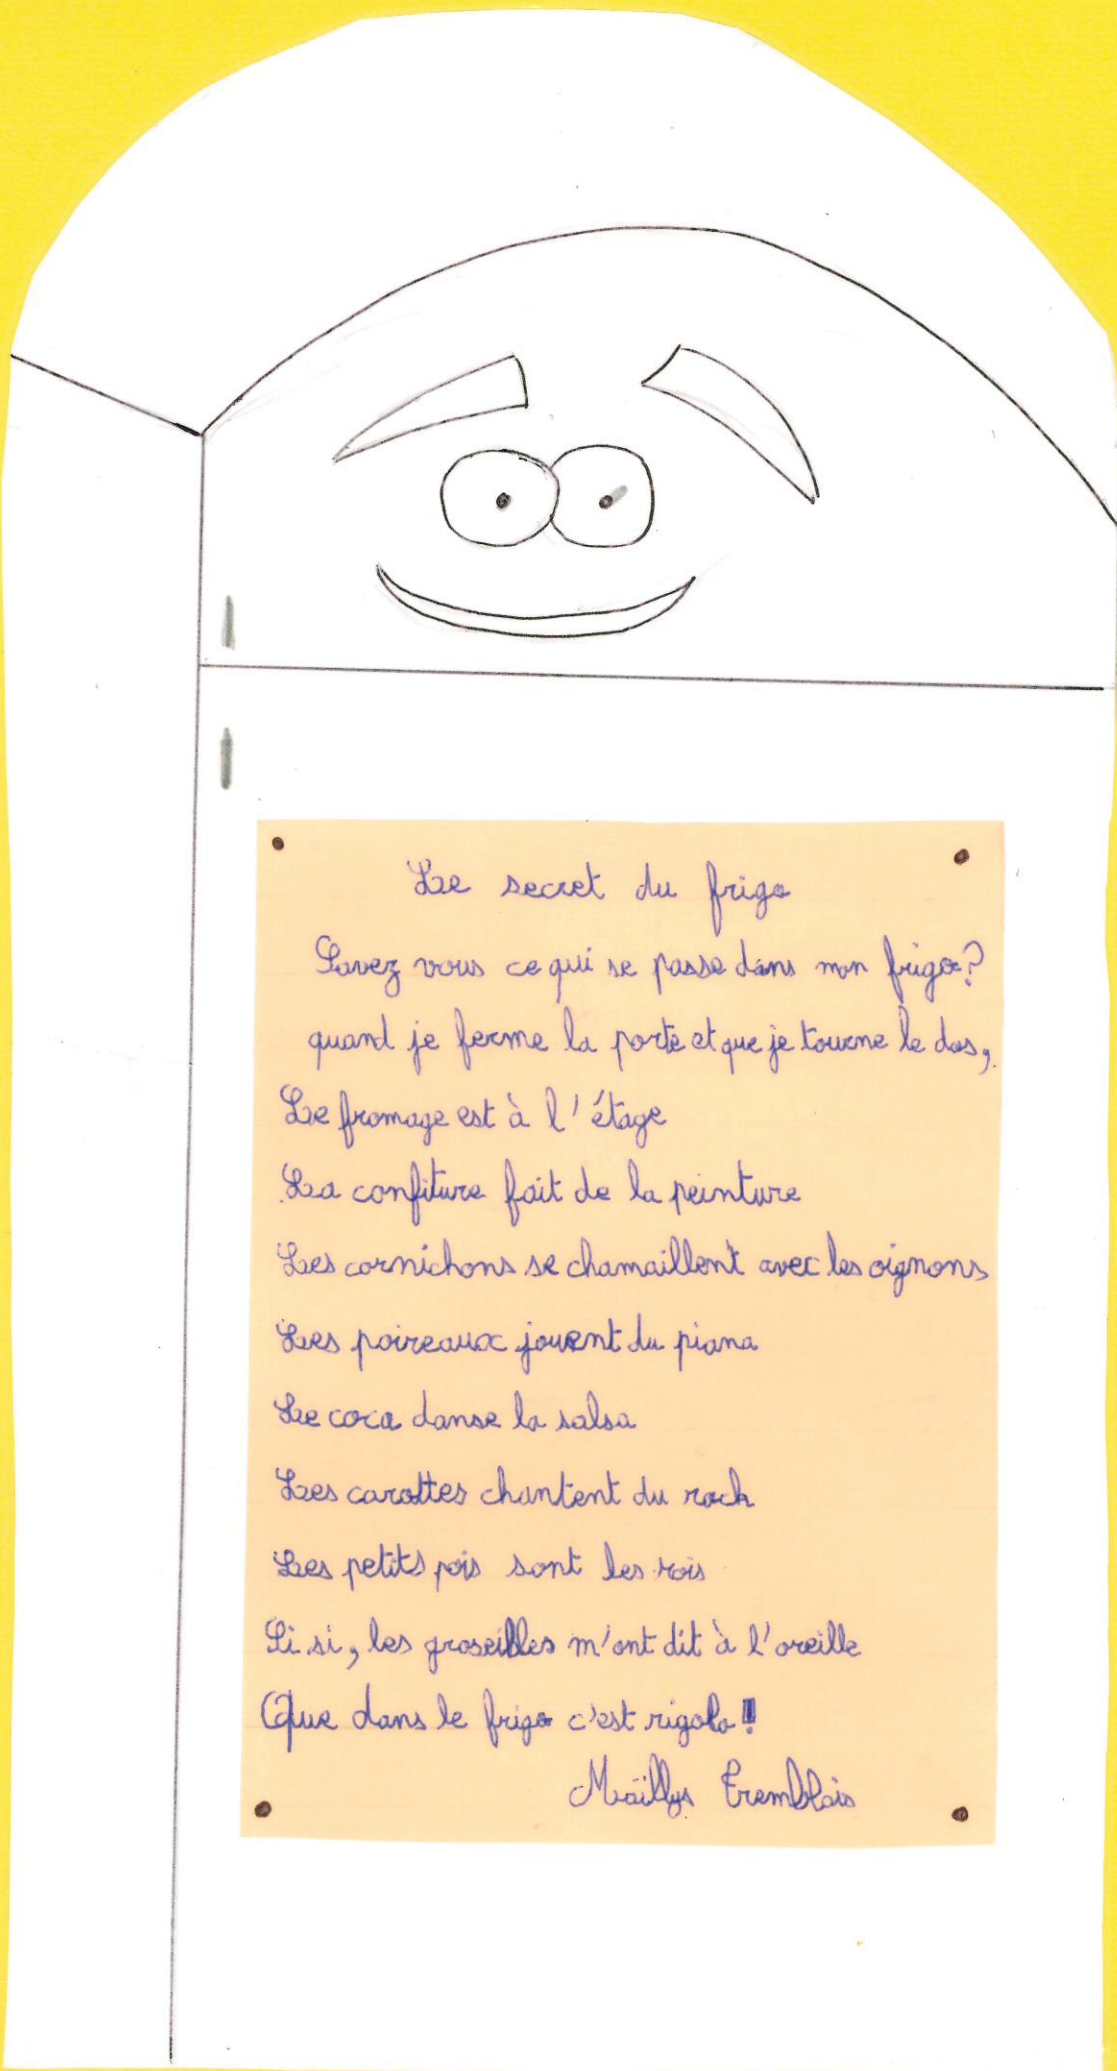 Le secret du frigo
Savez vous ce qui se passe dans mon frigo?
quand je ferme la porte et que je tourne le dos,
Le fromage est à l'étage
La confiture fait de la peinture
Les cornichons se chamaillent avec les oignons
Les poireaux jouent du piano
Le coca danse la salsa
Les carottes chantent du rock
Les petits pois sont les rois
Si si, les groseilles m'ont dit à l'oreille
Que dans le frigo c'est rigolo!
Maïllys Tremblais